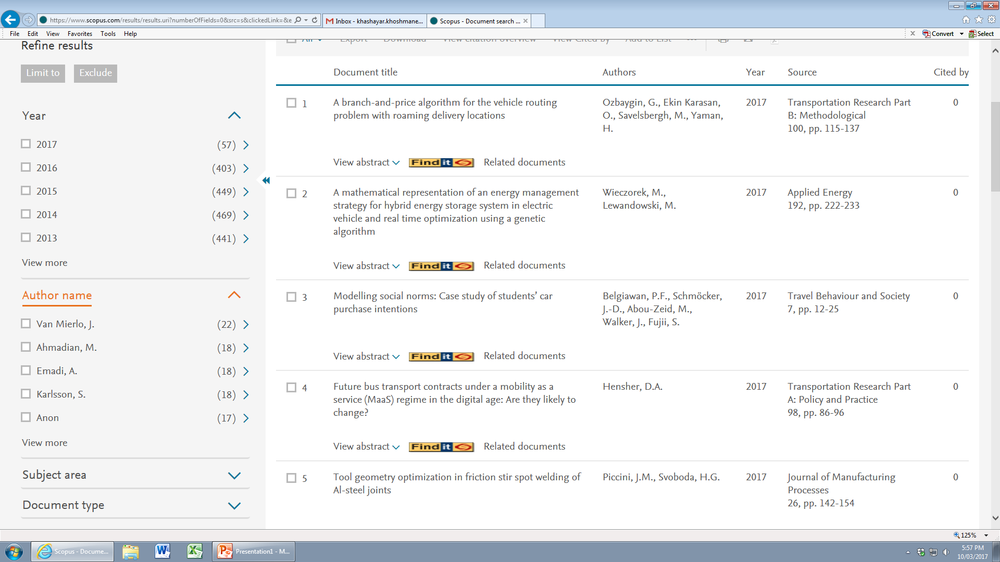 https://www.scopus.com/results/results.uri?numberOfFields=0&src=s&clickedLink=&e
Inbox - khashayar.khoshmane...
Scopus - Document search ...
File Edit View Favorites Tools Help
Convert Select
Refine results
All Export Download View citation overview View Cited by Add to List ...
Limit to Exclude
Document title Authors Year Source Cited by
Year
2017 (57)
2016 (403)
2015 (449)
2014 (469)
2013 (441)
View more
Author name
Van Mierlo, J. (22)
Ahmadian, M. (18)
Emadi, A. (18)
Karlsson, S. (18)
Anon (17)
View more
Subject area
Document type
1 A branch-and-price algorithm for the vehicle routing Ozbaygin, G., Ekin Karasan, 2017 Transportation Research Part 0
problem with roaming delivery locations O., Savelsbergh, M., Yaman, B: Methodological
H. 100, pp. 115-137
View abstract Find it Related documents
2 A mathematical representation of an energy management Wieczorek, M., 2017 Applied Energy 0
strategy for hybrid energy storage system in electric Lewandowski, M. 192, pp. 222-233
vehicle and real time optimization using a genetic
algorithm
View abstract Find it Related documents
3 Modelling social norms: Case study of students’ car Belgiawan, P.F., Schmöcker, 2017 Travel Behaviour and Society 0
purchase intentions J.-D., Abou-Zeid, M., 7, pp. 12-25
Walker, J., Fujii, S.
View abstract Find it Related documents
4 Future bus transport contracts under a mobility as a Hensher, D.A. 2017 Transportation Research Part 0
service (MaaS) regime in the digital age: Are they likely to A: Policy and Practice
change? 98, pp. 86-96
View abstract Find it Related documents
5 Tool geometry optimization in friction stir spot welding of Piccini, J.M., Svoboda, H.G. 2017 Journal of Manufacturing 0
Al-steel joints Processes
26, pp. 142-154
125%
Scopus - Docume...
Presentation1 - M...
5:57 PM
10/03/2017